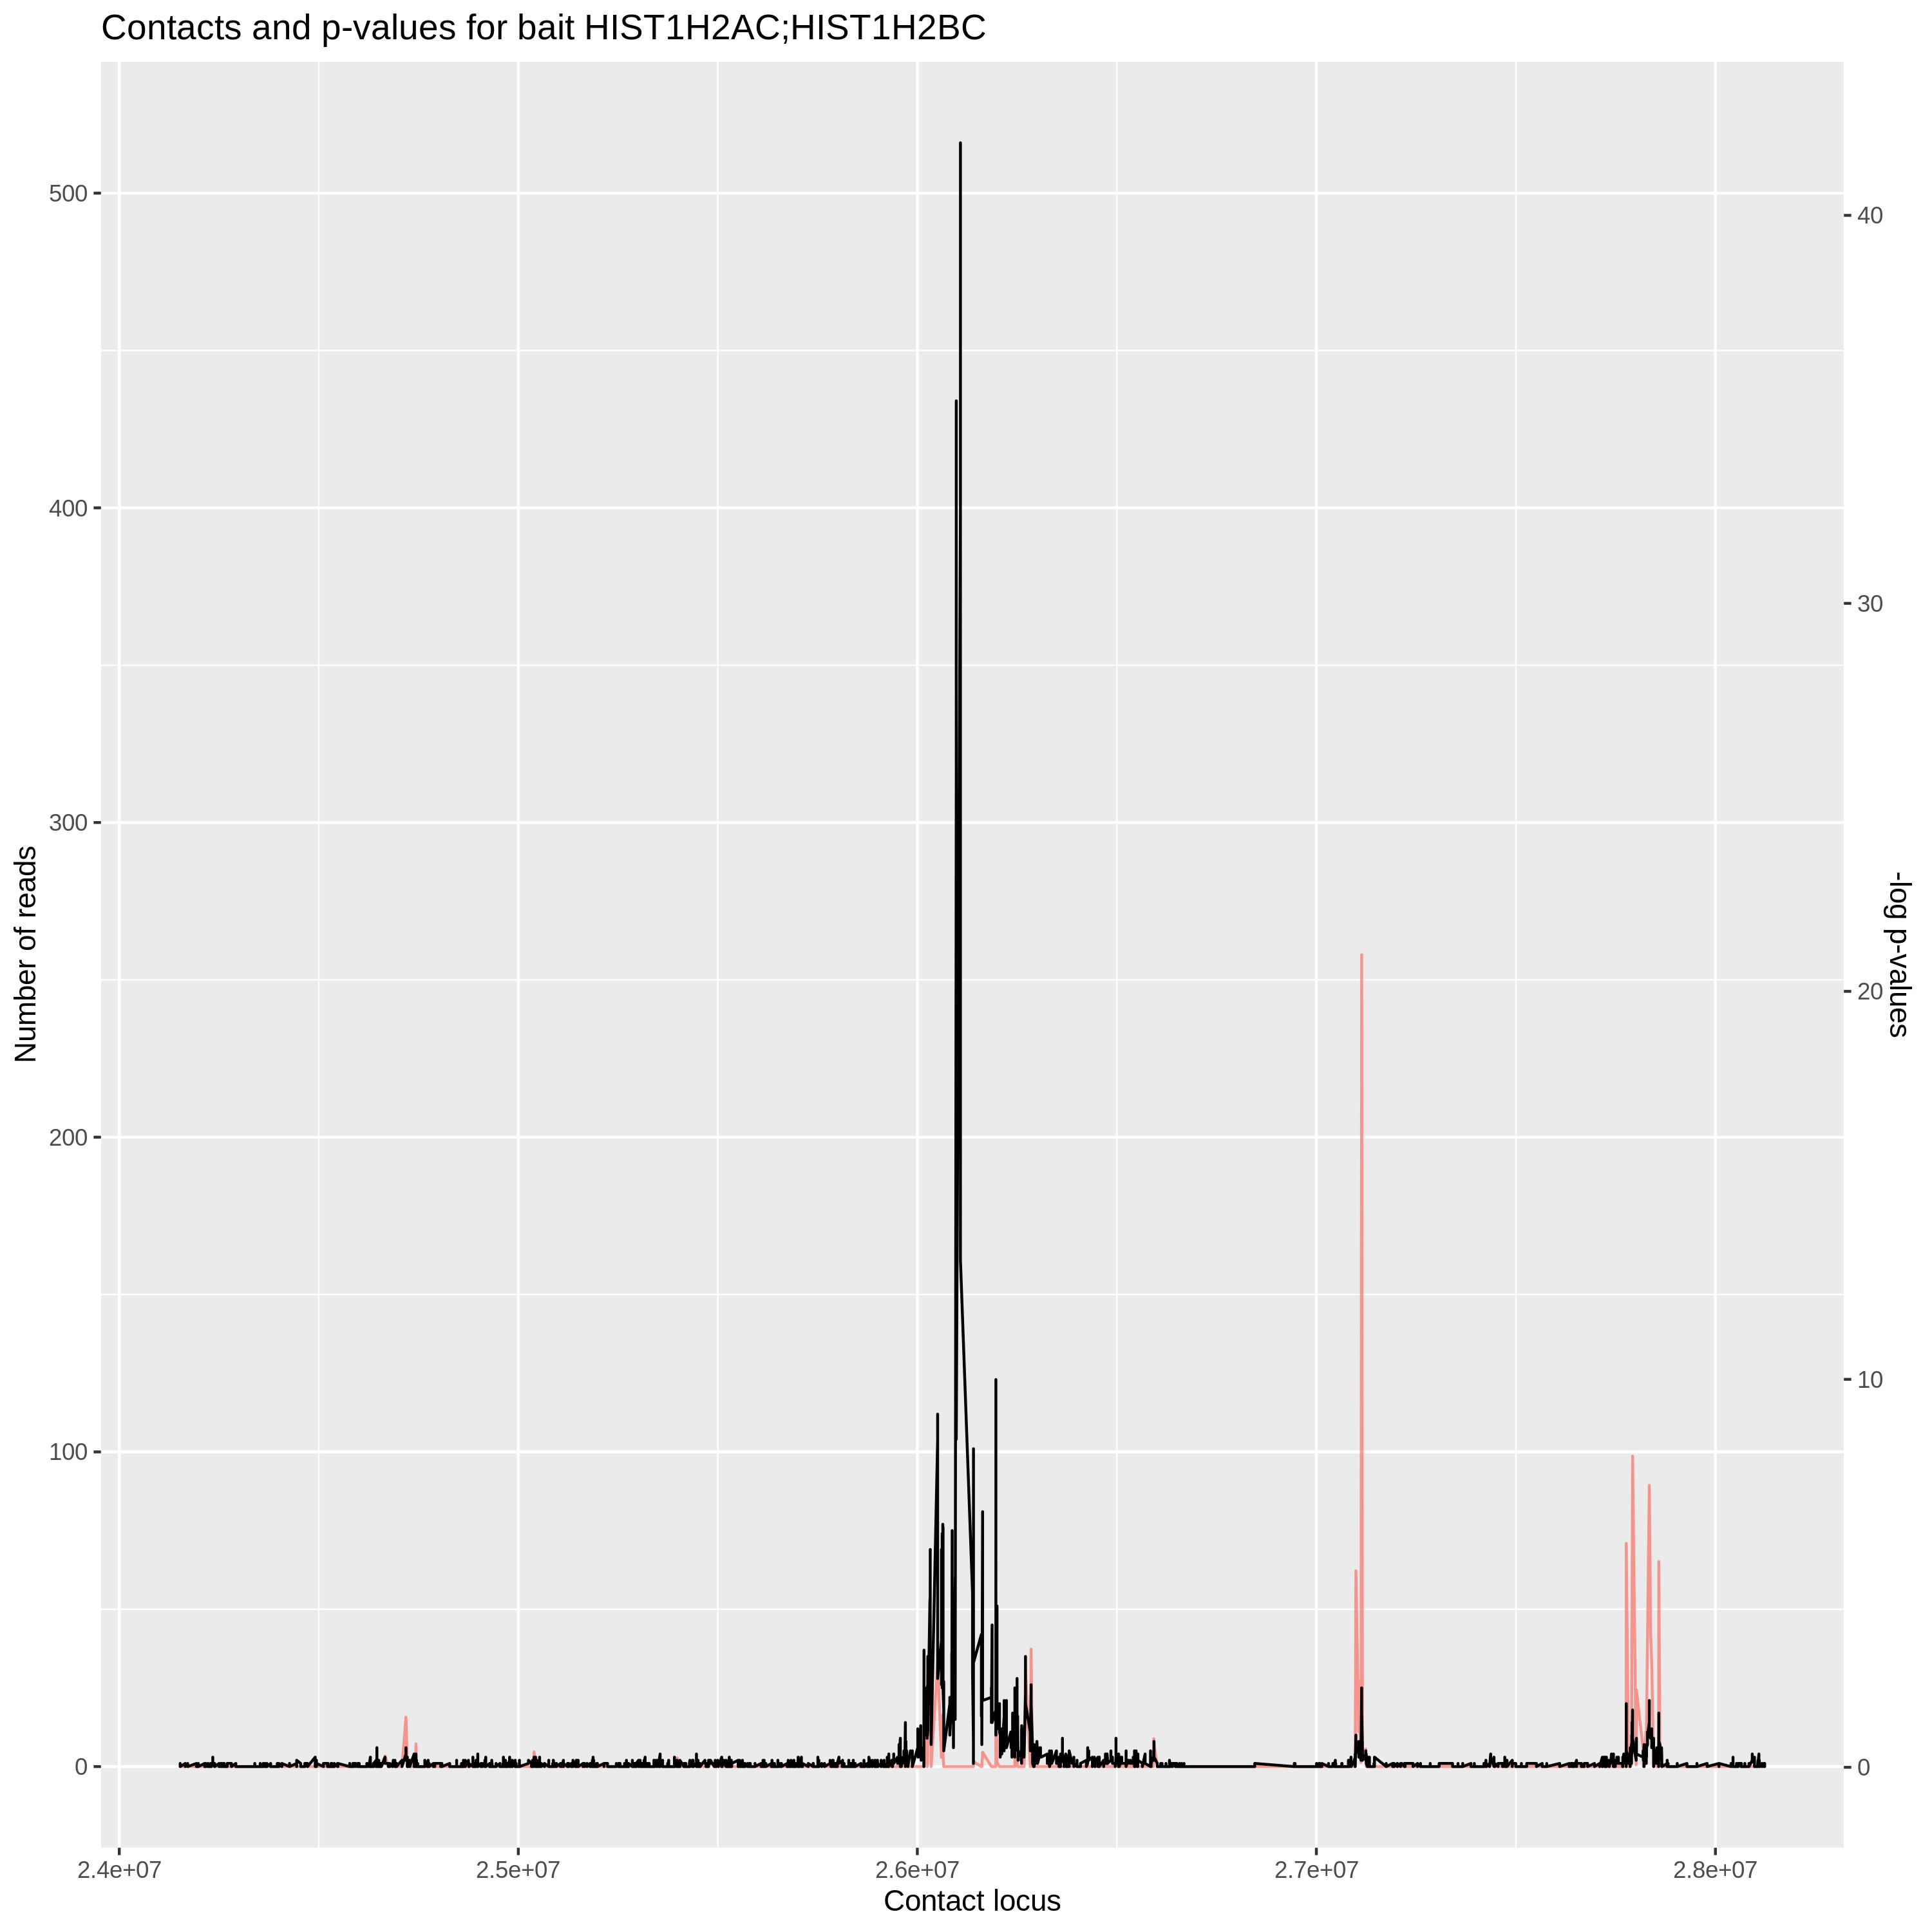 Contacts and p-values for bait HIST1H2AC;HIST1H2BC
Number of reads
500
400
300
200
100
0
40
30
20
10
0
-log p-values
2.4e+07
2.5e+07
2.6e+07
2.7e+07
2.8e+07
Contact locus